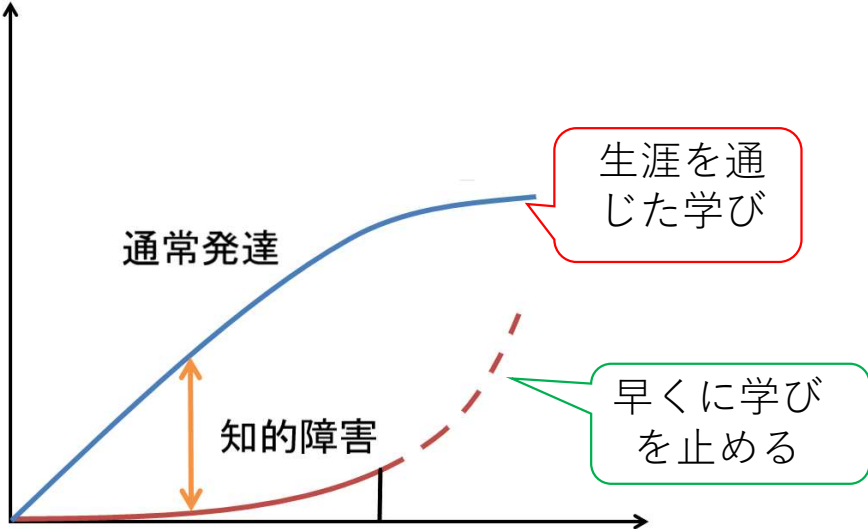 生涯を通
じた学び
通常発達
早くに学び
を止める
知的障害